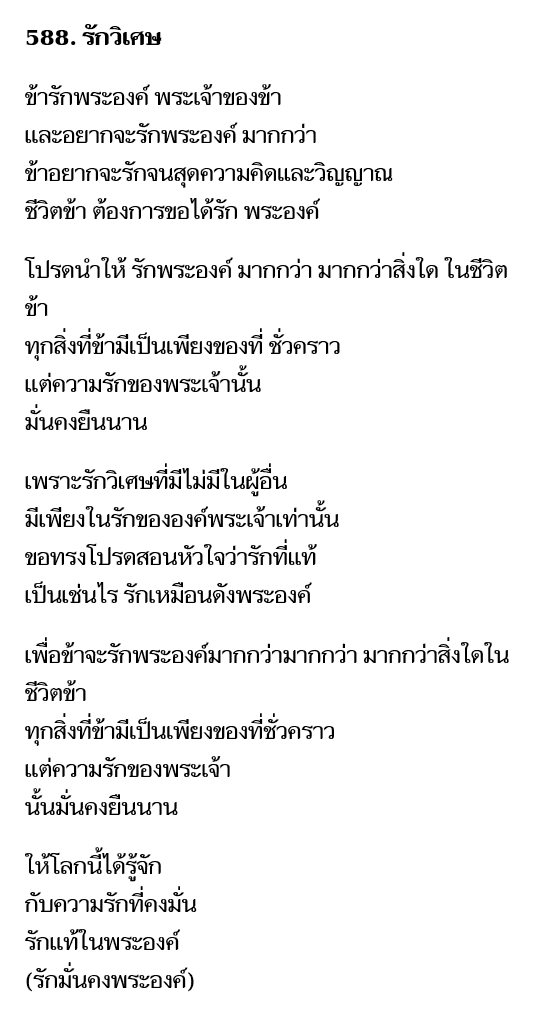 588. รักวิเศษ
ข้ารักพระองค์ พระเจ้าของข้า
และอยากจะรักพระองค์ มากกว่า
ข้าอยากจะรักจนสุดความคิดและวิญญาณ
ชีวิตข้า ต้องการขอได้รัก พระองค์
โปรดนำให้ รักพระองค์ มากกว่า มากกว่าสิ่งใด ในชีวิต
ข้า
ทุกสิ่งที่ข้ามีเป็นเพียงของที่ ชั่วคราว
แต่ความรักของพระเจ้านั้น
มั่นคงยืนนาน
เพราะรักวิเศษที่มีไม่มีในผู้อื่น
มีเพียงในรักขององค์พระเจ้าเท่านั้น
ขอทรงโปรดสอนหัวใจว่ารักที่แท้
เป็นเช่นไร รักเหมือนดังพระองค์
เพื่อข้าจะรักพระองค์มากกว่ามากกว่า มากกว่าสิ่งใดใน
ชีวิตข้า
ทุกสิ่งที่ข้ามีเป็นเพียงของที่ชั่วคราว
แต่ความรักของพระเจ้า
นั้นมั่นคงยืนนาน
ให้โลกนี้ได้รู้จัก
กับความรักที่คงมั่น
รักแท้ในพระองค์
(รักมั่นคงพระองค์)